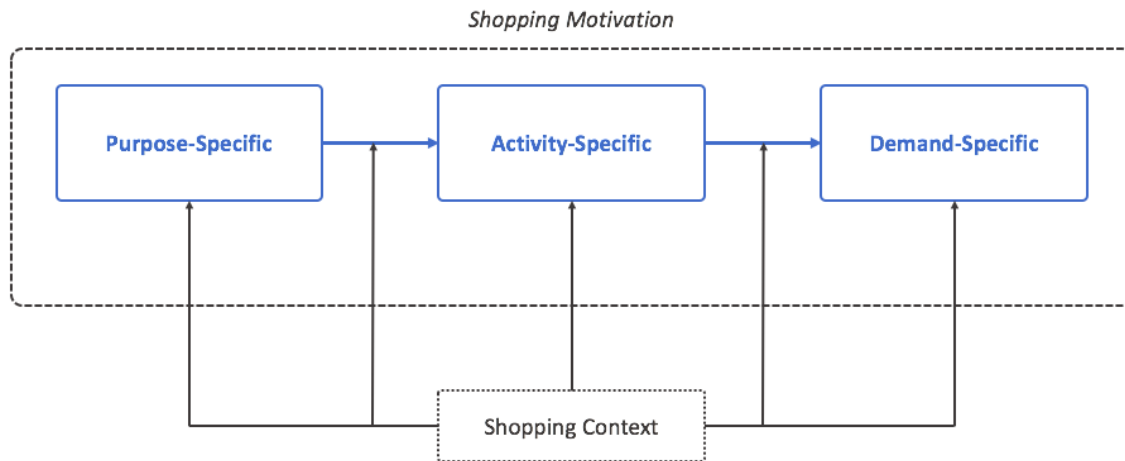 Shopping Motivation
Purpose-Specific
Activity-Specific
Demand-Specific
Shopping Context